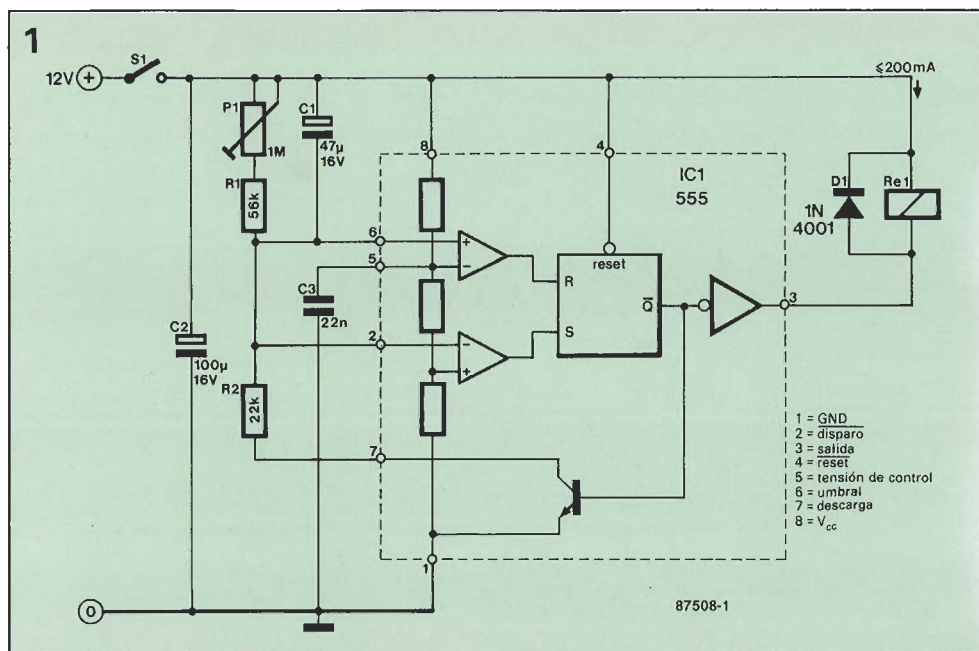 1
S1
12V +
≤200mA
P1
1M
C1
47µ
16V
8
4
IC1
555
R1
56k
D1
1N
4001
Re1
6
5
+
−
R
reset
C3
22n
Q̅
3
C2
100µ
16V
2
−
+
S
R2
22k
7
1
0
1 = GND
2 = d̅i̅s̅p̅a̅r̅o̅
3 = salida
4 = r̅e̅s̅e̅t̅
5 = tensión de control
6 = umbral
7 = descarga
8 = Vcc
87508-1